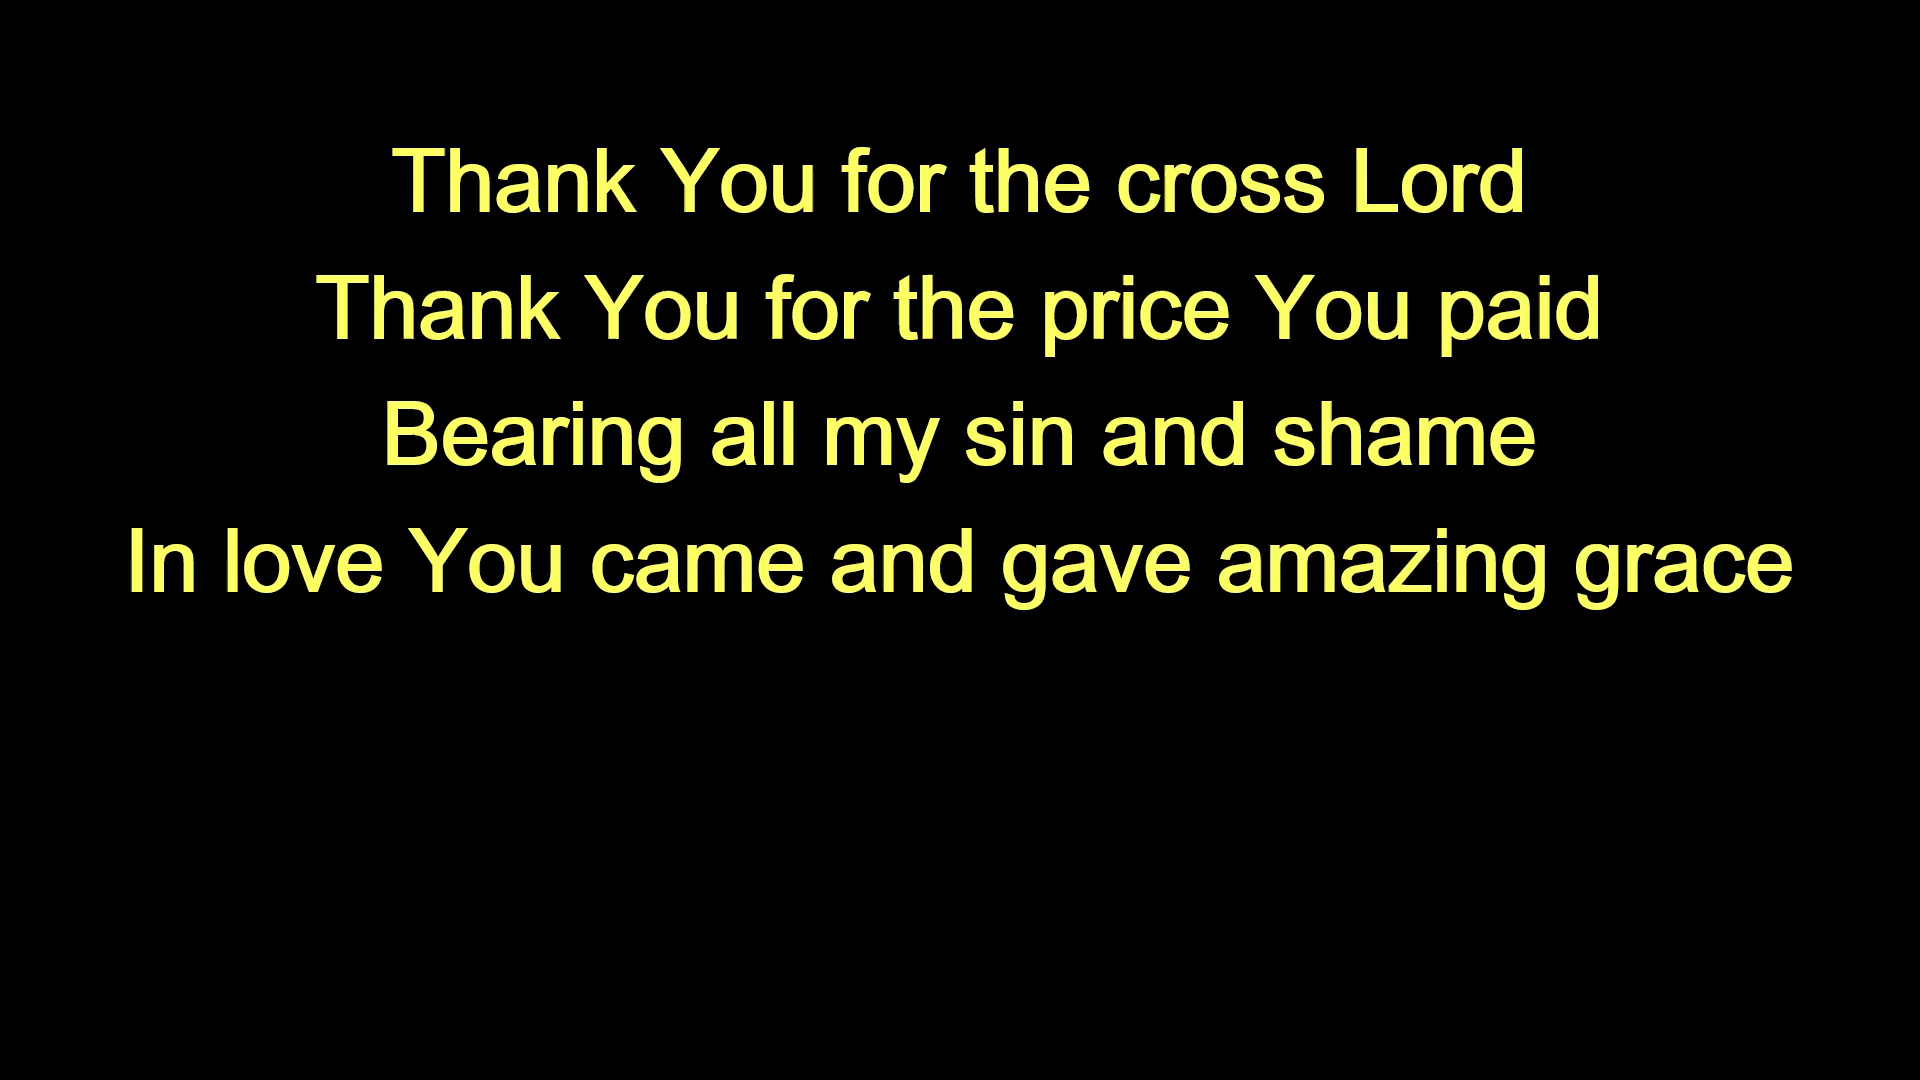 Thank You for the cross Lord
Thank You for the price You paid
Bearing all my sin and shame
In love You came and gave amazing grace